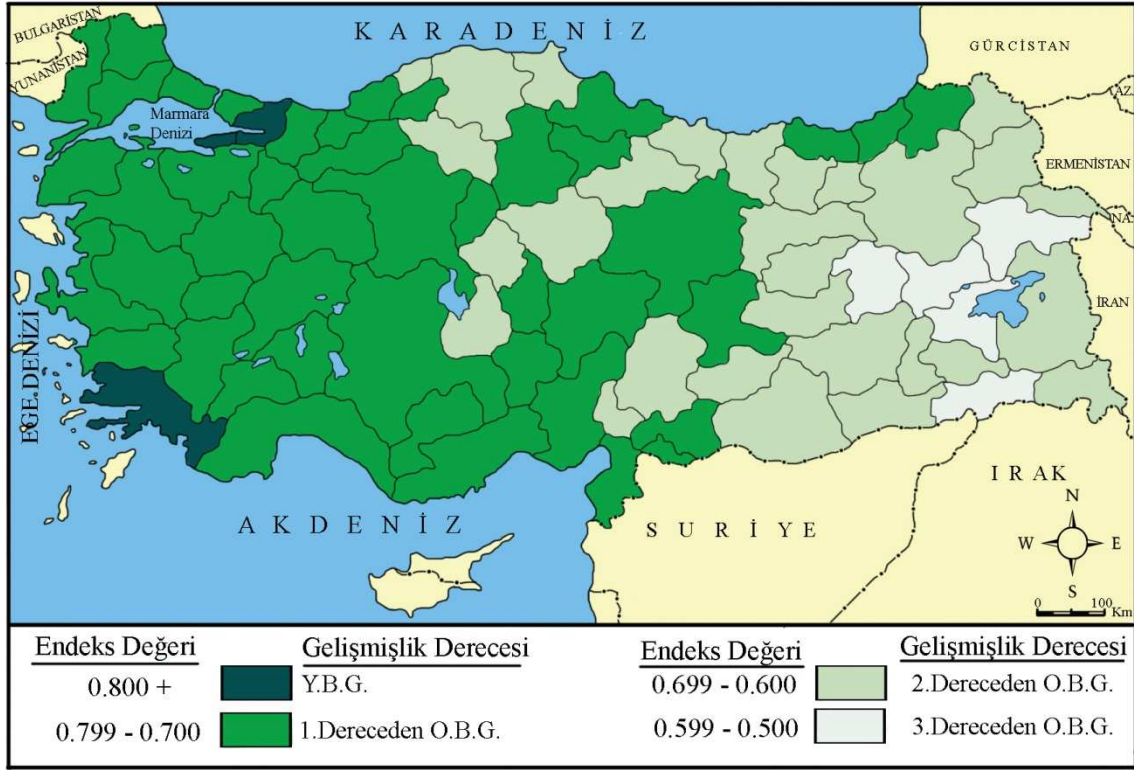 BULGARİSTAN
YUNANİSTAN
KARADENİZ
GÜRCİSTAN
AZ.
Marmara
Denizi
ERMENİSTAN
NA.
İRAN
EGE.DENİZİ
AKDENİZ
SURİYE
IRAK
N
W E
S
0 100
Km
Endeks Değeri Gelişmişlik Derecesi
0.800 + Y.B.G.
0.799 - 0.700 1.Dereceden O.B.G.
Endeks Değeri Gelişmişlik Derecesi
0.699 - 0.600 2.Dereceden O.B.G.
0.599 - 0.500 3.Dereceden O.B.G.